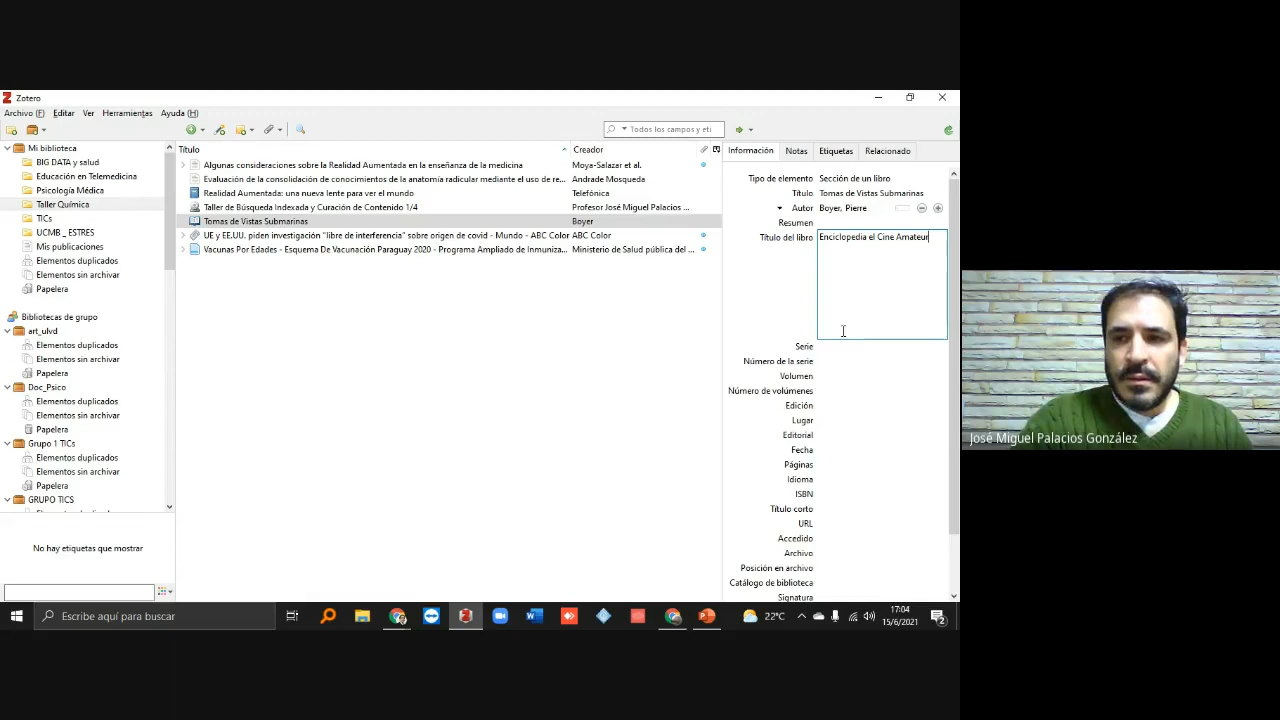 Zotero
Archivo (F) Editar Ver Herramientas Ayuda (H)
Todos los campos y eti
Mi biblioteca
BIG DATA y salud
Educación en Telemedicina
Psicología Médica
Taller Química
TICs
UCMB _ ESTRES
Mis publicaciones
Elementos duplicados
Elementos sin archivar
Papelera
Bibliotecas de grupo
art_ulvd
Elementos duplicados
Elementos sin archivar
Papelera
Doc_Psico
Elementos duplicados
Elementos sin archivar
Papelera
Grupo 1 TICs
Elementos duplicados
Elementos sin archivar
Papelera
GRUPO TICS
No hay etiquetas que mostrar
Título Creador
Algunas consideraciones sobre la Realidad Aumentada en la enseñanza de la medicina Moya-Salazar et al.
Evaluación de la consolidación de conocimientos de la anatomía radicular mediante el uso de re... Andrade Mosqueda
Realidad Aumentada: una nueva lente para ver el mundo Telefónica
Taller de Búsqueda Indexada y Curación de Contenido 1/4 Profesor José Miguel Palacios ...
Tomas de Vistas Submarinas Boyer
UE y EE.UU. piden investigación "libre de interferencia" sobre origen de covid - Mundo - ABC Color ABC Color
Vacunas Por Edades - Esquema De Vacunación Paraguay 2020 - Programa Ampliado de Inmuniza... Ministerio de Salud pública del ...
Información Notas Etiquetas Relacionado
Tipo de elemento Sección de un libro
Título Tomas de Vistas Submarinas
Autor Boyer, Pierre
Resumen
Título del libro Enciclopedia el Cine Amateur
Serie
Número de la serie
Volumen
Número de volúmenes
Edición
Lugar
Editorial
Fecha
Páginas
Idioma
ISBN
Título corto
URL
Accedido
Archivo
Posición en archivo
Catálogo de biblioteca
Signatura
José Miguel Palacios González
Escribe aquí para buscar
22°C
17:04
15/6/2021
2